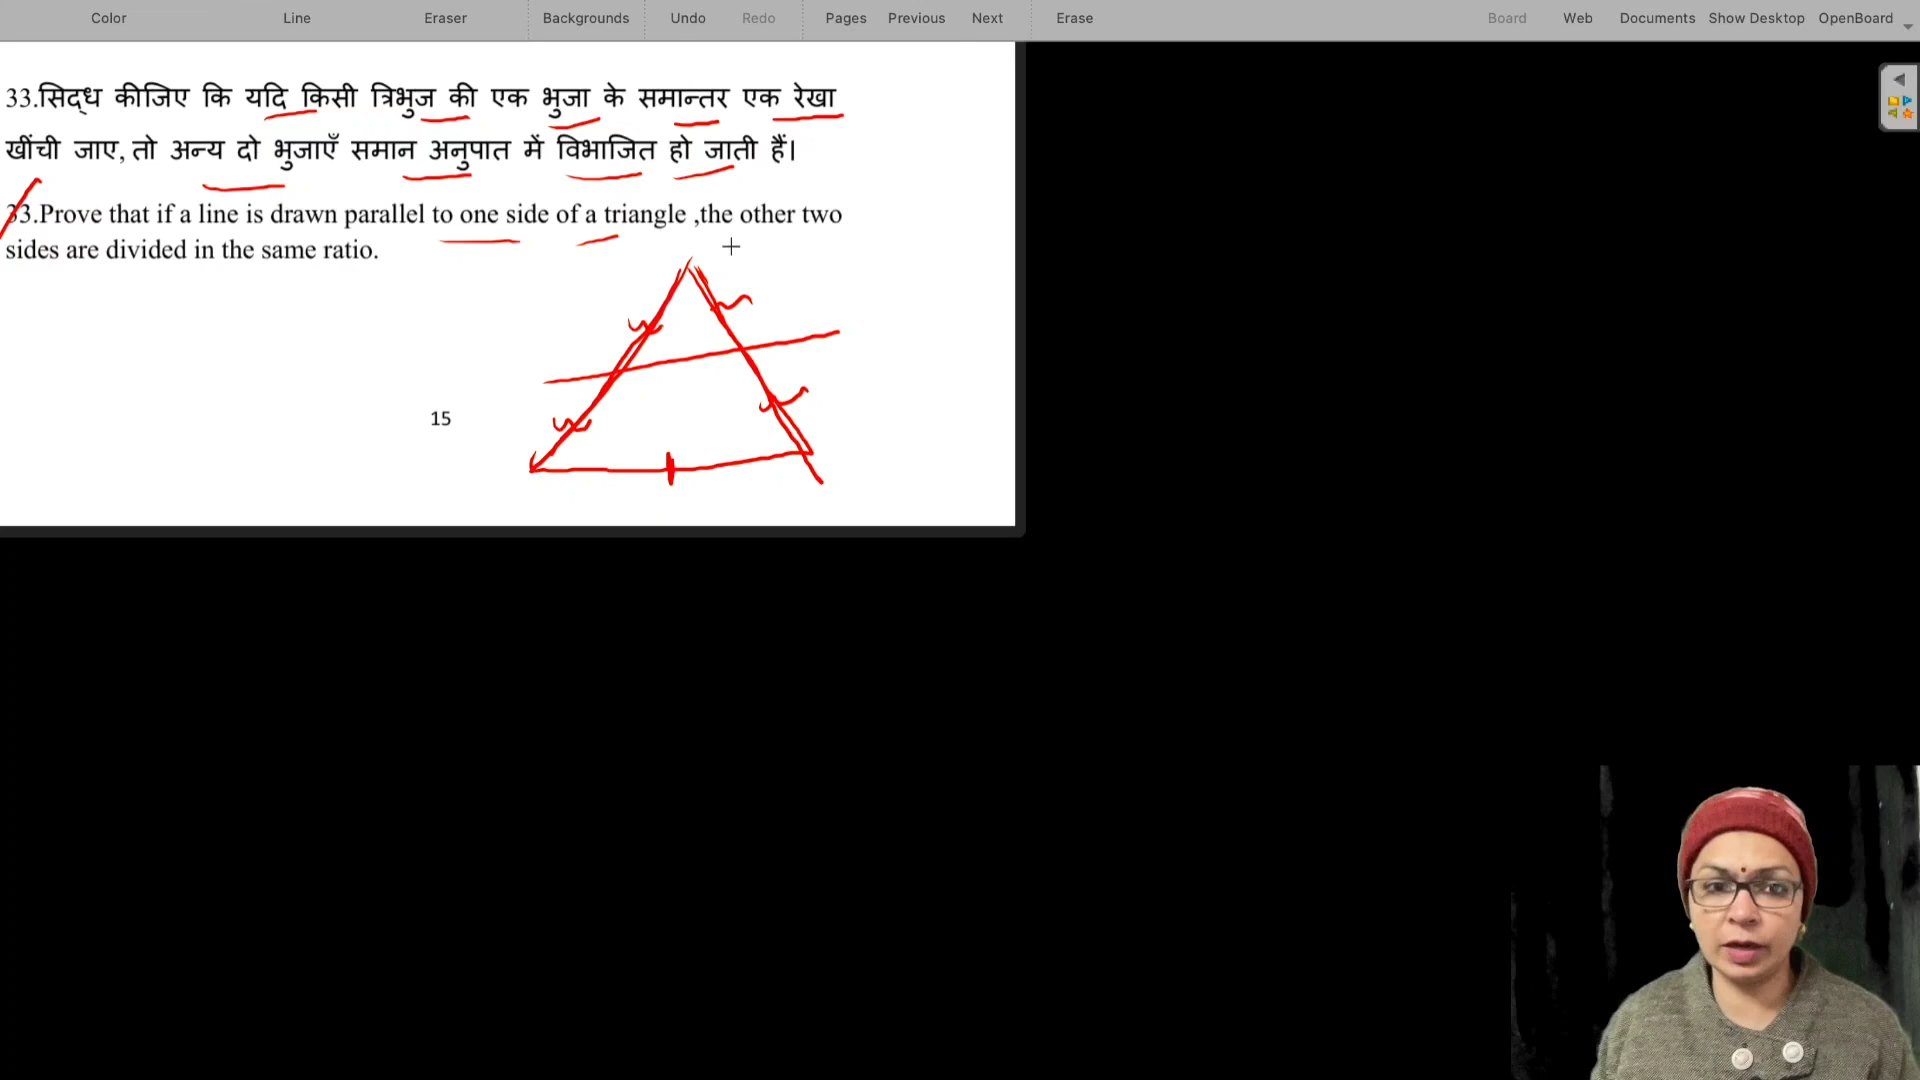 Color Line Eraser Backgrounds Undo Redo Pages Previous Next Erase Board Web Documents Show Desktop OpenBoard
33.सिद्ध कीजिए कि यदि किसी त्रिभुज की एक भुजा के समान्तर एक रेखा
खींची जाए, तो अन्य दो भुजाएँ समान अनुपात में विभाजित हो जाती हैं।
33.Prove that if a line is drawn parallel to one side of a triangle ,the other two
sides are divided in the same ratio.
15